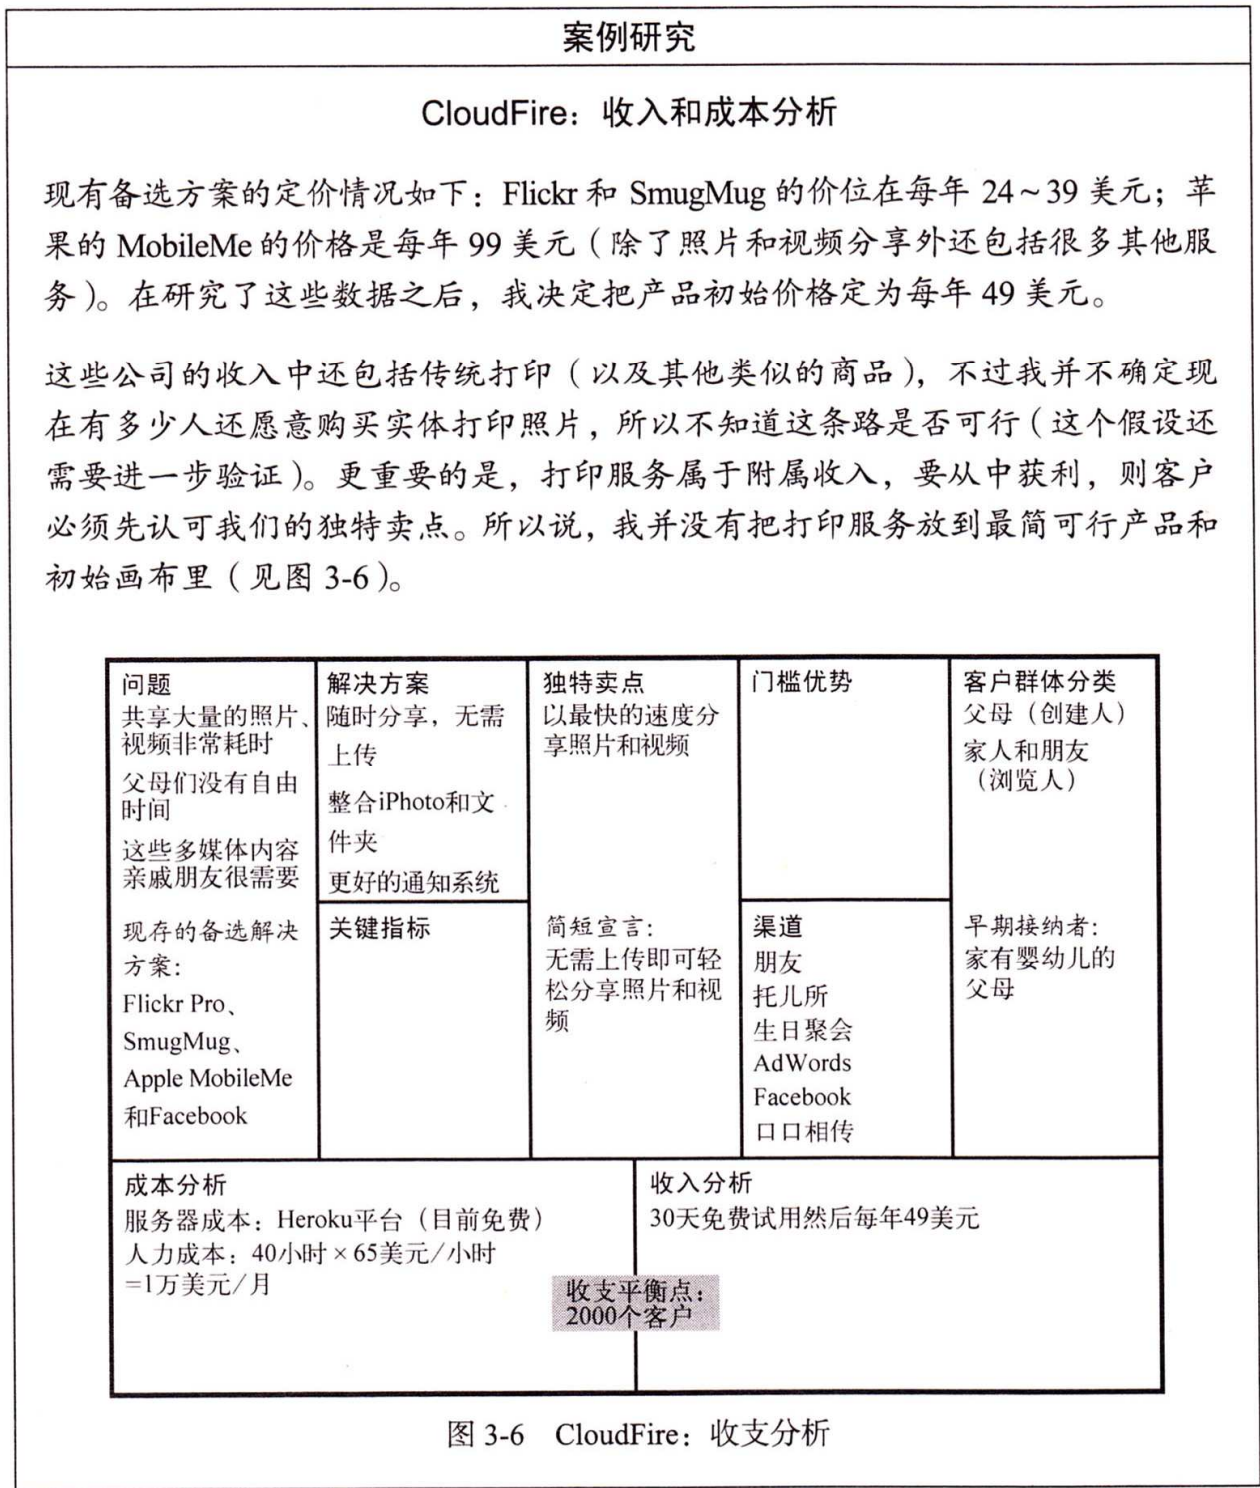 案例研究
CloudFire：收入和成本分析
现有备选方案的定价情况如下：Flickr 和 SmugMug 的价位在每年 24～39 美元；苹
果的 MobileMe 的价格是每年 99 美元（除了照片和视频分享外还包括很多其他服
务）。在研究了这些数据之后，我决定把产品初始价格定为每年 49 美元。
这些公司的收入中还包括传统打印（以及其他类似的商品），不过我并不确定现
在有多少人还愿意购买实体打印照片，所以不知道这条路是否可行（这个假设还
需要进一步验证）。更重要的是，打印服务属于附属收入，要从中获利，则客户
必须先认可我们的独特卖点。所以说，我并没有把打印服务放到最简可行产品和
初始画布里（见图 3-6）。
问题
共享大量的照片、
视频非常耗时
父母们没有自由
时间
这些多媒体内容
亲戚朋友很需要
现存的备选解决
方案：
Flickr Pro、
SmugMug、
Apple MobileMe
和Facebook
解决方案
随时分享，无需
上传
整合iPhoto和文
件夹
更好的通知系统
关键指标
独特卖点
以最快的速度分
享照片和视频
简短宣言：
无需上传即可轻
松分享照片和视
频
门槛优势
渠道
朋友
托儿所
生日聚会
AdWords
Facebook
口口相传
客户群体分类
父母（创建人）
家人和朋友
（浏览人）
早期接纳者：
家有婴幼儿的
父母
成本分析
服务器成本：Heroku平台（目前免费）
人力成本：40小时×65美元/小时
=1万美元/月
收入分析
30天免费试用然后每年49美元
收支平衡点：
2000个客户
图 3-6 CloudFire：收支分析